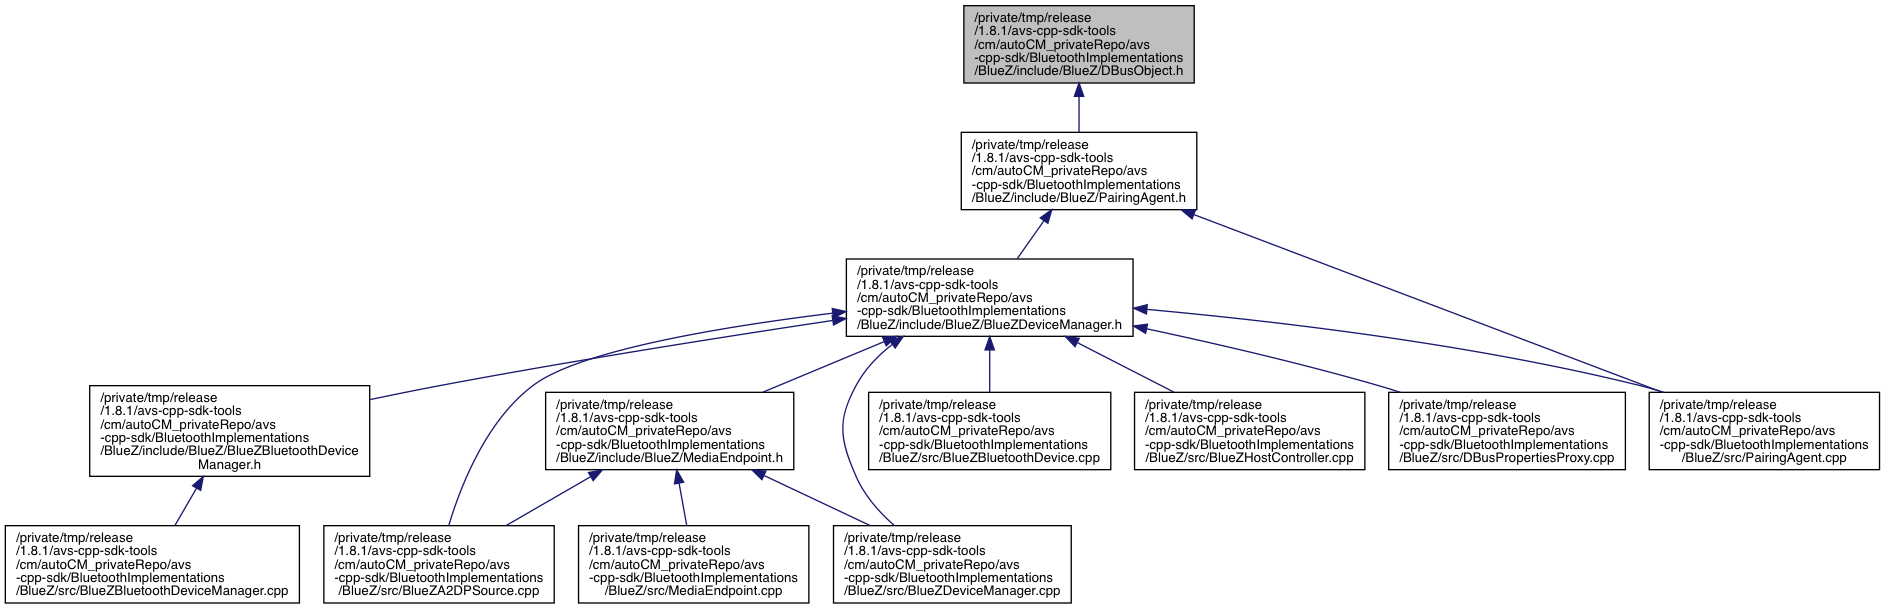 /private/tmp/release
/1.8.1/avs-cpp-sdk-tools
/cm/autoCM_privateRepo/avs
-cpp-sdk/BluetoothImplementations
/BlueZ/include/BlueZ/DBusObject.h
/private/tmp/release
/1.8.1/avs-cpp-sdk-tools
/cm/autoCM_privateRepo/avs
-cpp-sdk/BluetoothImplementations
/BlueZ/include/BlueZ/PairingAgent.h
/private/tmp/release
/1.8.1/avs-cpp-sdk-tools
/cm/autoCM_privateRepo/avs
-cpp-sdk/BluetoothImplementations
/BlueZ/include/BlueZ/BlueZDeviceManager.h
/private/tmp/release
/1.8.1/avs-cpp-sdk-tools
/cm/autoCM_privateRepo/avs
-cpp-sdk/BluetoothImplementations
/BlueZ/include/BlueZ/BlueZBluetoothDevice
Manager.h
/private/tmp/release
/1.8.1/avs-cpp-sdk-tools
/cm/autoCM_privateRepo/avs
-cpp-sdk/BluetoothImplementations
/BlueZ/include/BlueZ/MediaEndpoint.h
/private/tmp/release
/1.8.1/avs-cpp-sdk-tools
/cm/autoCM_privateRepo/avs
-cpp-sdk/BluetoothImplementations
/BlueZ/src/BlueZBluetoothDevice.cpp
/private/tmp/release
/1.8.1/avs-cpp-sdk-tools
/cm/autoCM_privateRepo/avs
-cpp-sdk/BluetoothImplementations
/BlueZ/src/BlueZHostController.cpp
/private/tmp/release
/1.8.1/avs-cpp-sdk-tools
/cm/autoCM_privateRepo/avs
-cpp-sdk/BluetoothImplementations
/BlueZ/src/DBusPropertiesProxy.cpp
/private/tmp/release
/1.8.1/avs-cpp-sdk-tools
/cm/autoCM_privateRepo/avs
-cpp-sdk/BluetoothImplementations
/BlueZ/src/PairingAgent.cpp
/private/tmp/release
/1.8.1/avs-cpp-sdk-tools
/cm/autoCM_privateRepo/avs
-cpp-sdk/BluetoothImplementations
/BlueZ/src/BlueZBluetoothDeviceManager.cpp
/private/tmp/release
/1.8.1/avs-cpp-sdk-tools
/cm/autoCM_privateRepo/avs
-cpp-sdk/BluetoothImplementations
/BlueZ/src/BlueZA2DPSource.cpp
/private/tmp/release
/1.8.1/avs-cpp-sdk-tools
/cm/autoCM_privateRepo/avs
-cpp-sdk/BluetoothImplementations
/BlueZ/src/MediaEndpoint.cpp
/private/tmp/release
/1.8.1/avs-cpp-sdk-tools
/cm/autoCM_privateRepo/avs
-cpp-sdk/BluetoothImplementations
/BlueZ/src/BlueZDeviceManager.cpp